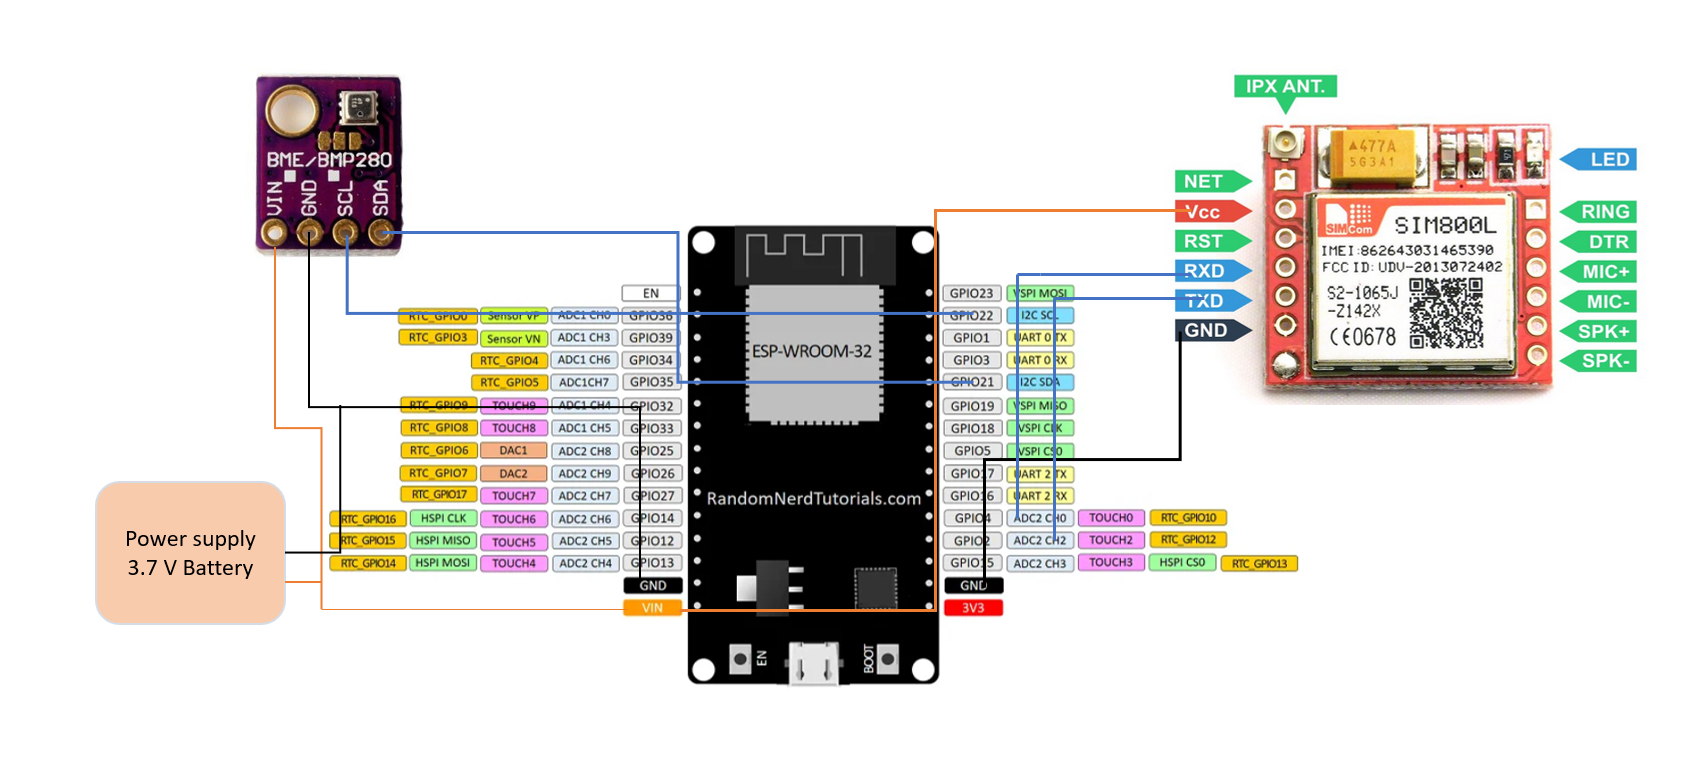 IPX ANT.
▲477A
5G3A1
LED
BME/BMP280
VIN
GND
SCL
SDA
NET
Vcc
RST
RXD
TXD
GND
RING
DTR
MIC+
MIC-
SPK+
SPK-
SIMCom
SIM800L
IMEI:862643031465390
FCC ID: UDV-2013072402
S2-1065J
-Z142X
CE0678
EN
RTC_GPIO0 Sensor VP ADC1 CH0 GPIO36
RTC_GPIO3 Sensor VN ADC1 CH3 GPIO39
RTC_GPIO4 ADC1 CH6 GPIO34
RTC_GPIO5 ADC1CH7 GPIO35
RTC_GPIO9 TOUCH9 ADC1 CH4 GPIO32
RTC_GPIO8 TOUCH8 ADC1 CH5 GPIO33
RTC_GPIO6 DAC1 ADC2 CH8 GPIO25
RTC_GPIO7 DAC2 ADC2 CH9 GPIO26
RTC_GPIO17 TOUCH7 ADC2 CH7 GPIO27
RTC_GPIO16 HSPI CLK TOUCH6 ADC2 CH6 GPIO14
RTC_GPIO15 HSPI MISO TOUCH5 ADC2 CH5 GPIO12
RTC_GPIO14 HSPI MOSI TOUCH4 ADC2 CH4 GPIO13
GND
VIN
ESP-WROOM-32
RandomNerdTutorials.com
EN
BOOT
GPIO23 VSPI MOSI
GPIO22 I2C SCL
GPIO1 UART 0 TX
GPIO3 UART 0 RX
GPIO21 I2C SDA
GPIO19 VSPI MISO
GPIO18 VSPI CLK
GPIO5 VSPI CS0
GPIO17 UART 2 TX
GPIO16 UART 2 RX
GPIO4 ADC2 CH0 TOUCH0 RTC_GPIO10
GPIO2 ADC2 CH2 TOUCH2 RTC_GPIO12
GPIO15 ADC2 CH3 TOUCH3 HSPI CS0 RTC_GPIO13
GND
3V3
Power supply
3.7 V Battery